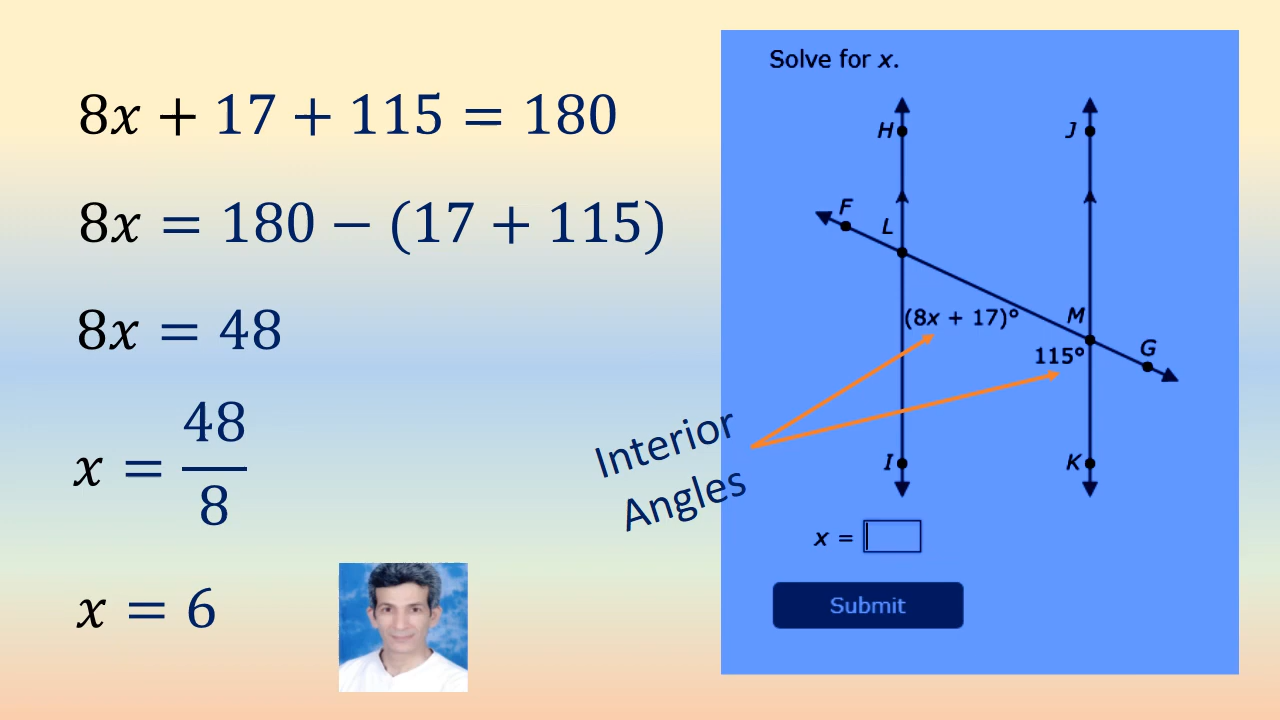 8x + 17 + 115 = 180
8x = 180 − (17 + 115)
8x = 48
x = 48/8
x = 6
Interior
Angles
Solve for x.
H
J
F
L
(8x + 17)°
M
115°
G
I
K
x =
Submit